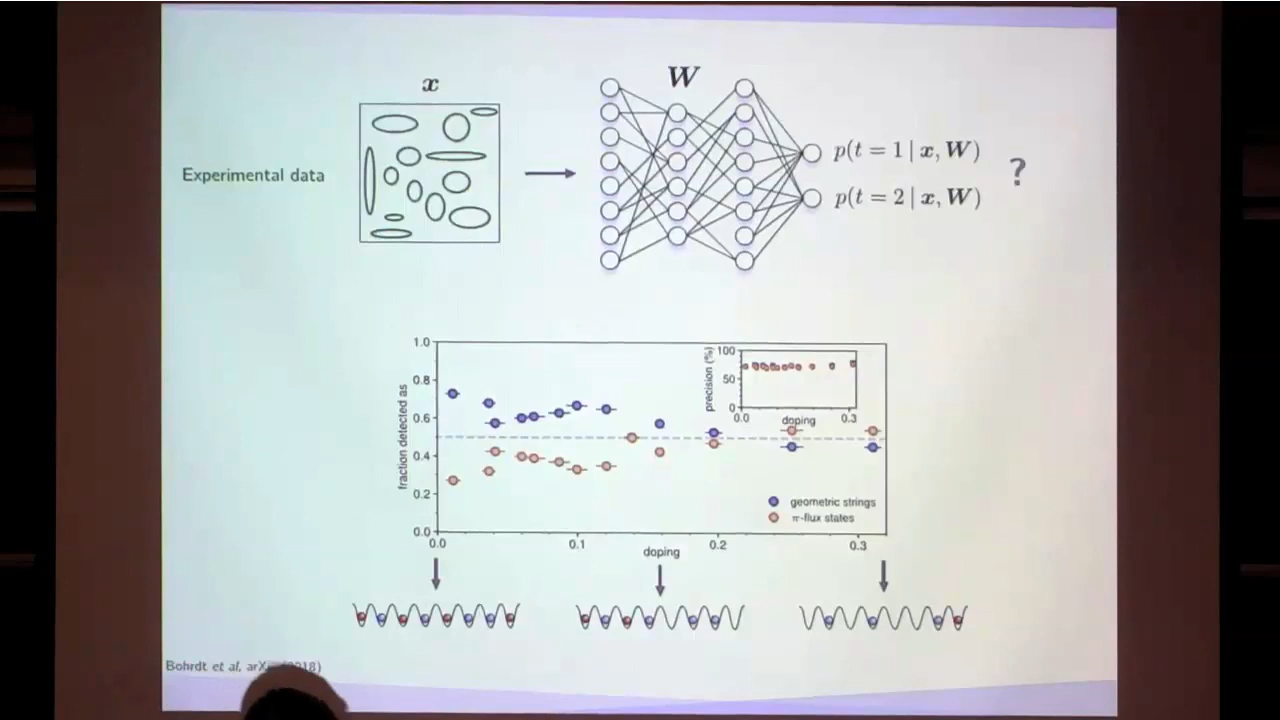 x
W
Experimental data
p(t = 1 | x, W)
p(t = 2 | x, W)
?
fraction detected as
1.0
0.8
0.6
0.4
0.2
0.0
0.0
0.1
0.2
0.3
doping
precision (%)
100
50
0
0.0
0.3
doping
geometric strings
π-flux states
Bohrdt et al, 18)